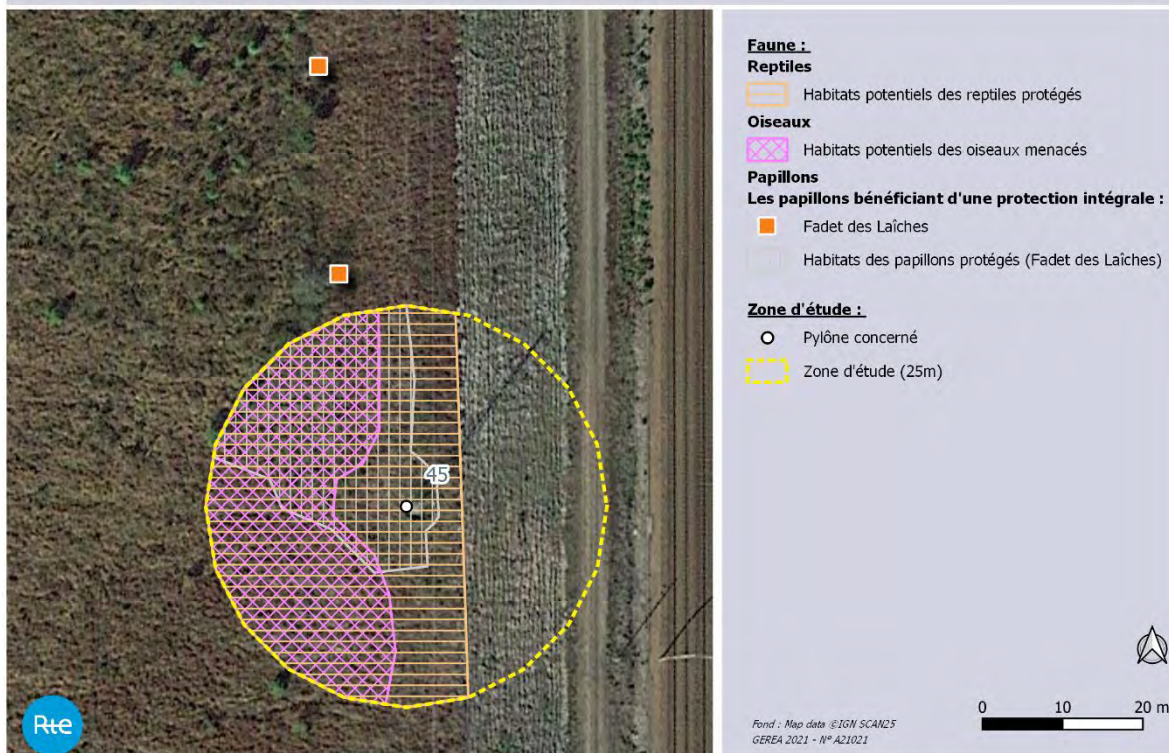 Faune :
Reptiles
Habitats potentiels des reptiles protégés
Oiseaux
Habitats potentiels des oiseaux menacés
Papillons
Les papillons bénéficiant d'une protection intégrale :
Fadet des Laîches
Habitats des papillons protégés (Fadet des Laîches)
Zone d'étude :
Pylône concerné
Zone d'étude (25m)
45
Rte
0 10 20 m
Fond : Map data ©IGN SCAN25
GEREA 2021 - N° A21021